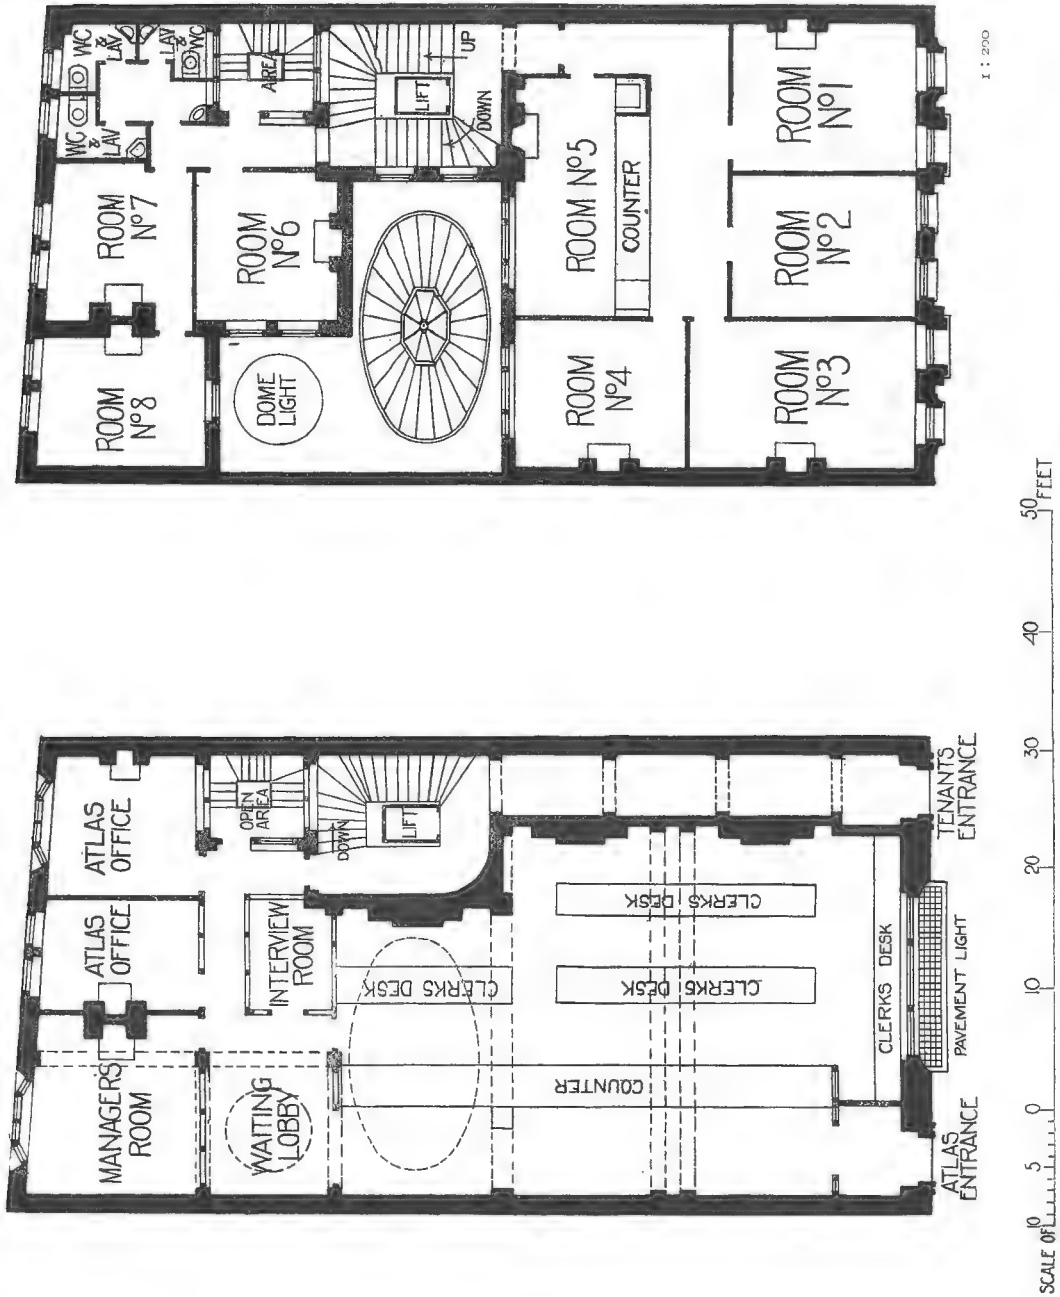 WC
& LAV
LAV & WC
WC
&
LAV
AREA
UP
LIFT
DOWN
ROOM
Nº7
ROOM
Nº6
ROOM Nº5
COUNTER
ROOM
Nº1
ROOM
Nº2
ROOM
Nº8
DOME
LIGHT
ROOM
Nº4
ROOM
Nº3
1 : 200
ATLAS
OFFICE
OPEN
AREA
DOWN
LIFT
ATLAS
OFFICE
INTERVIEW
ROOM
CLERKS DESK
CLERKS DESK
CLERKS DESK
CLERKS DESK
MANAGERS
ROOM
WAITING
LOBBY
COUNTER
TENANTS
ENTRANCE
PAVEMENT LIGHT
ATLAS
ENTRANCE
SCALE OF 10 5 0 10 20 30 40 50 FEET